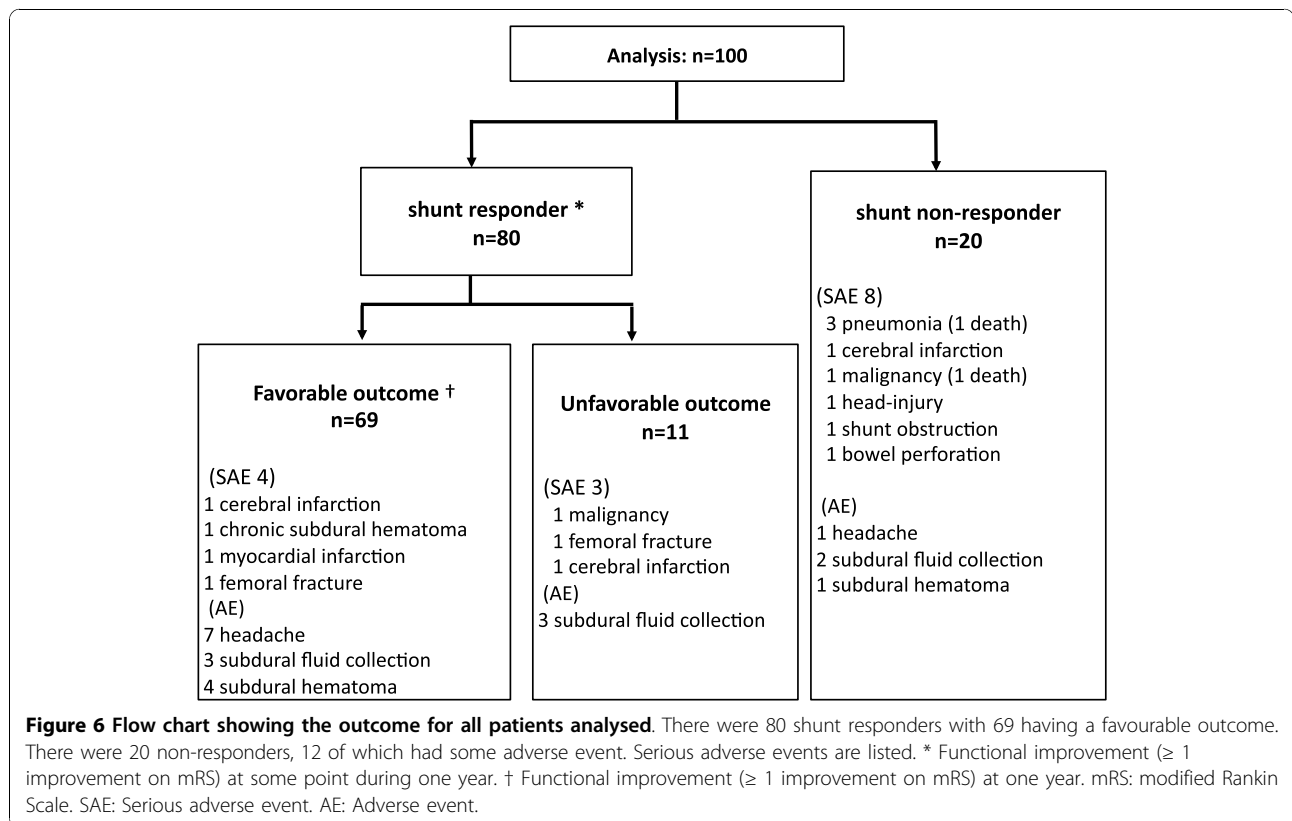 Analysis: n=100
shunt responder *
n=80
shunt non-responder
n=20
(SAE 8)
3 pneumonia (1 death)
1 cerebral infarction
1 malignancy (1 death)
1 head-injury
1 shunt obstruction
1 bowel perforation
(AE)
1 headache
2 subdural fluid collection
1 subdural hematoma
Favorable outcome †
n=69
(SAE 4)
1 cerebral infarction
1 chronic subdural hematoma
1 myocardial infarction
1 femoral fracture
(AE)
7 headache
3 subdural fluid collection
4 subdural hematoma
Unfavorable outcome
n=11
(SAE 3)
1 malignancy
1 femoral fracture
1 cerebral infarction
(AE)
3 subdural fluid collection
Figure 6 Flow chart showing the outcome for all patients analysed. There were 80 shunt responders with 69 having a favourable outcome.
There were 20 non-responders, 12 of which had some adverse event. Serious adverse events are listed. * Functional improvement (≥ 1
improvement on mRS) at some point during one year. † Functional improvement (≥ 1 improvement on mRS) at one year. mRS: modified Rankin
Scale. SAE: Serious adverse event. AE: Adverse event.